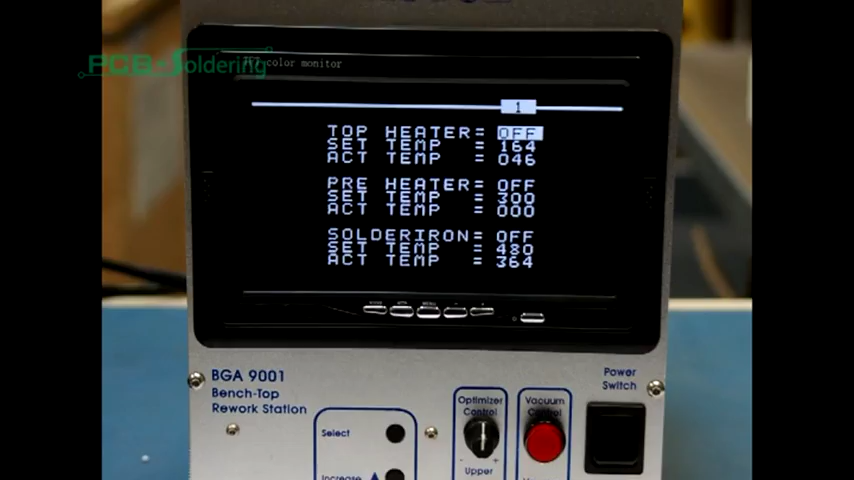 PCB-Soldering
color monitor
1
TOP HEATER= OFF
SET TEMP = 164
ACT TEMP = 046
PRE HEATER= OFF
SET TEMP = 300
ACT TEMP = 000
SOLDERIRON= OFF
SET TEMP = 480
ACT TEMP = 364
MENU
- +
BGA 9001
Bench-Top
Rework Station
Select
Increase
Optimizer
Control
- +
Upper
Vacuum
Control
Power
Switch